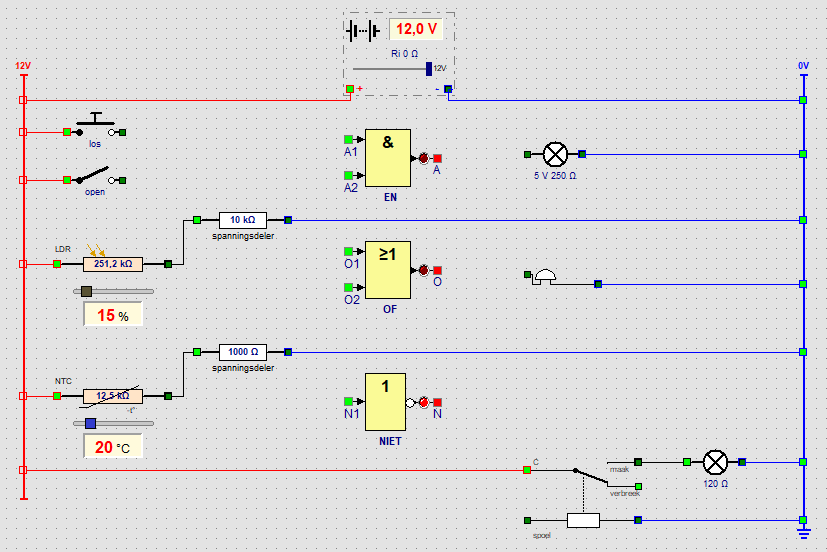 12,0 V
Ri 0 Ω
12V
+ -
12V
0V
los
open
&
A1
A2
A
EN
5 V 250 Ω
10 kΩ
spanningsdeler
LDR
251,2 kΩ
15 %
≥1
O1
O2
O
OF
1000 Ω
spanningsdeler
NTC
12,5 kΩ
-t°
20 °C
1
N1
N
NIET
C
maak
verbreek
120 Ω
spoel